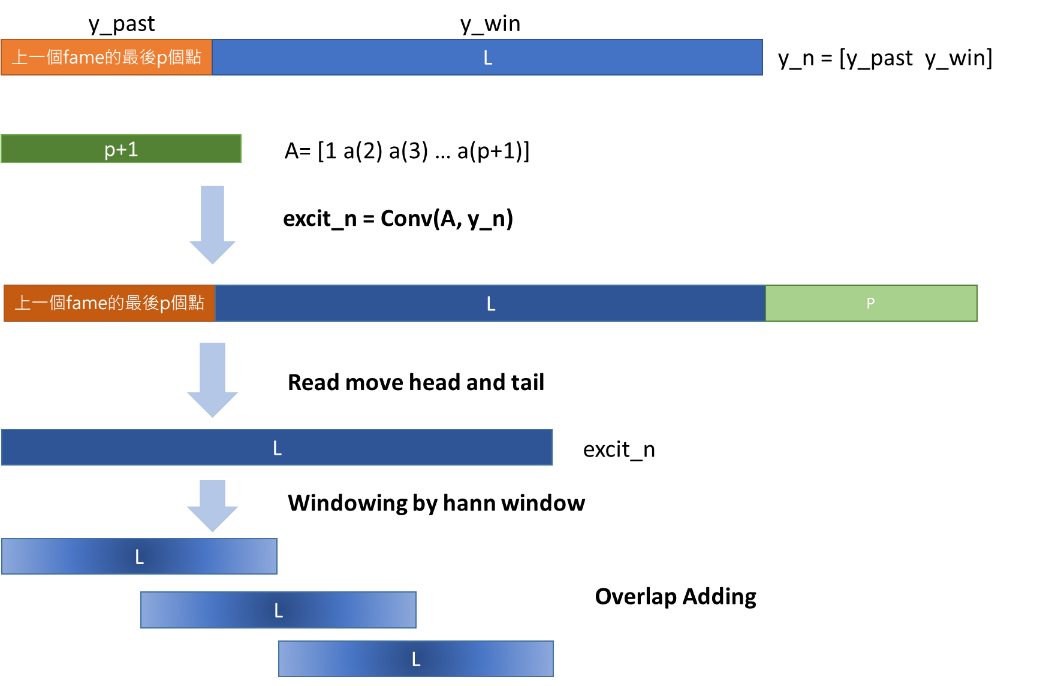 y_past
y_win
上一個fame的最後p個點
L
y_n = [y_past y_win]
p+1
A= [1 a(2) a(3) … a(p+1)]
excit_n = Conv(A, y_n)
上一個fame的最後p個點
L
P
Read move head and tail
L
excit_n
Windowing by hann window
L
L
Overlap Adding
L